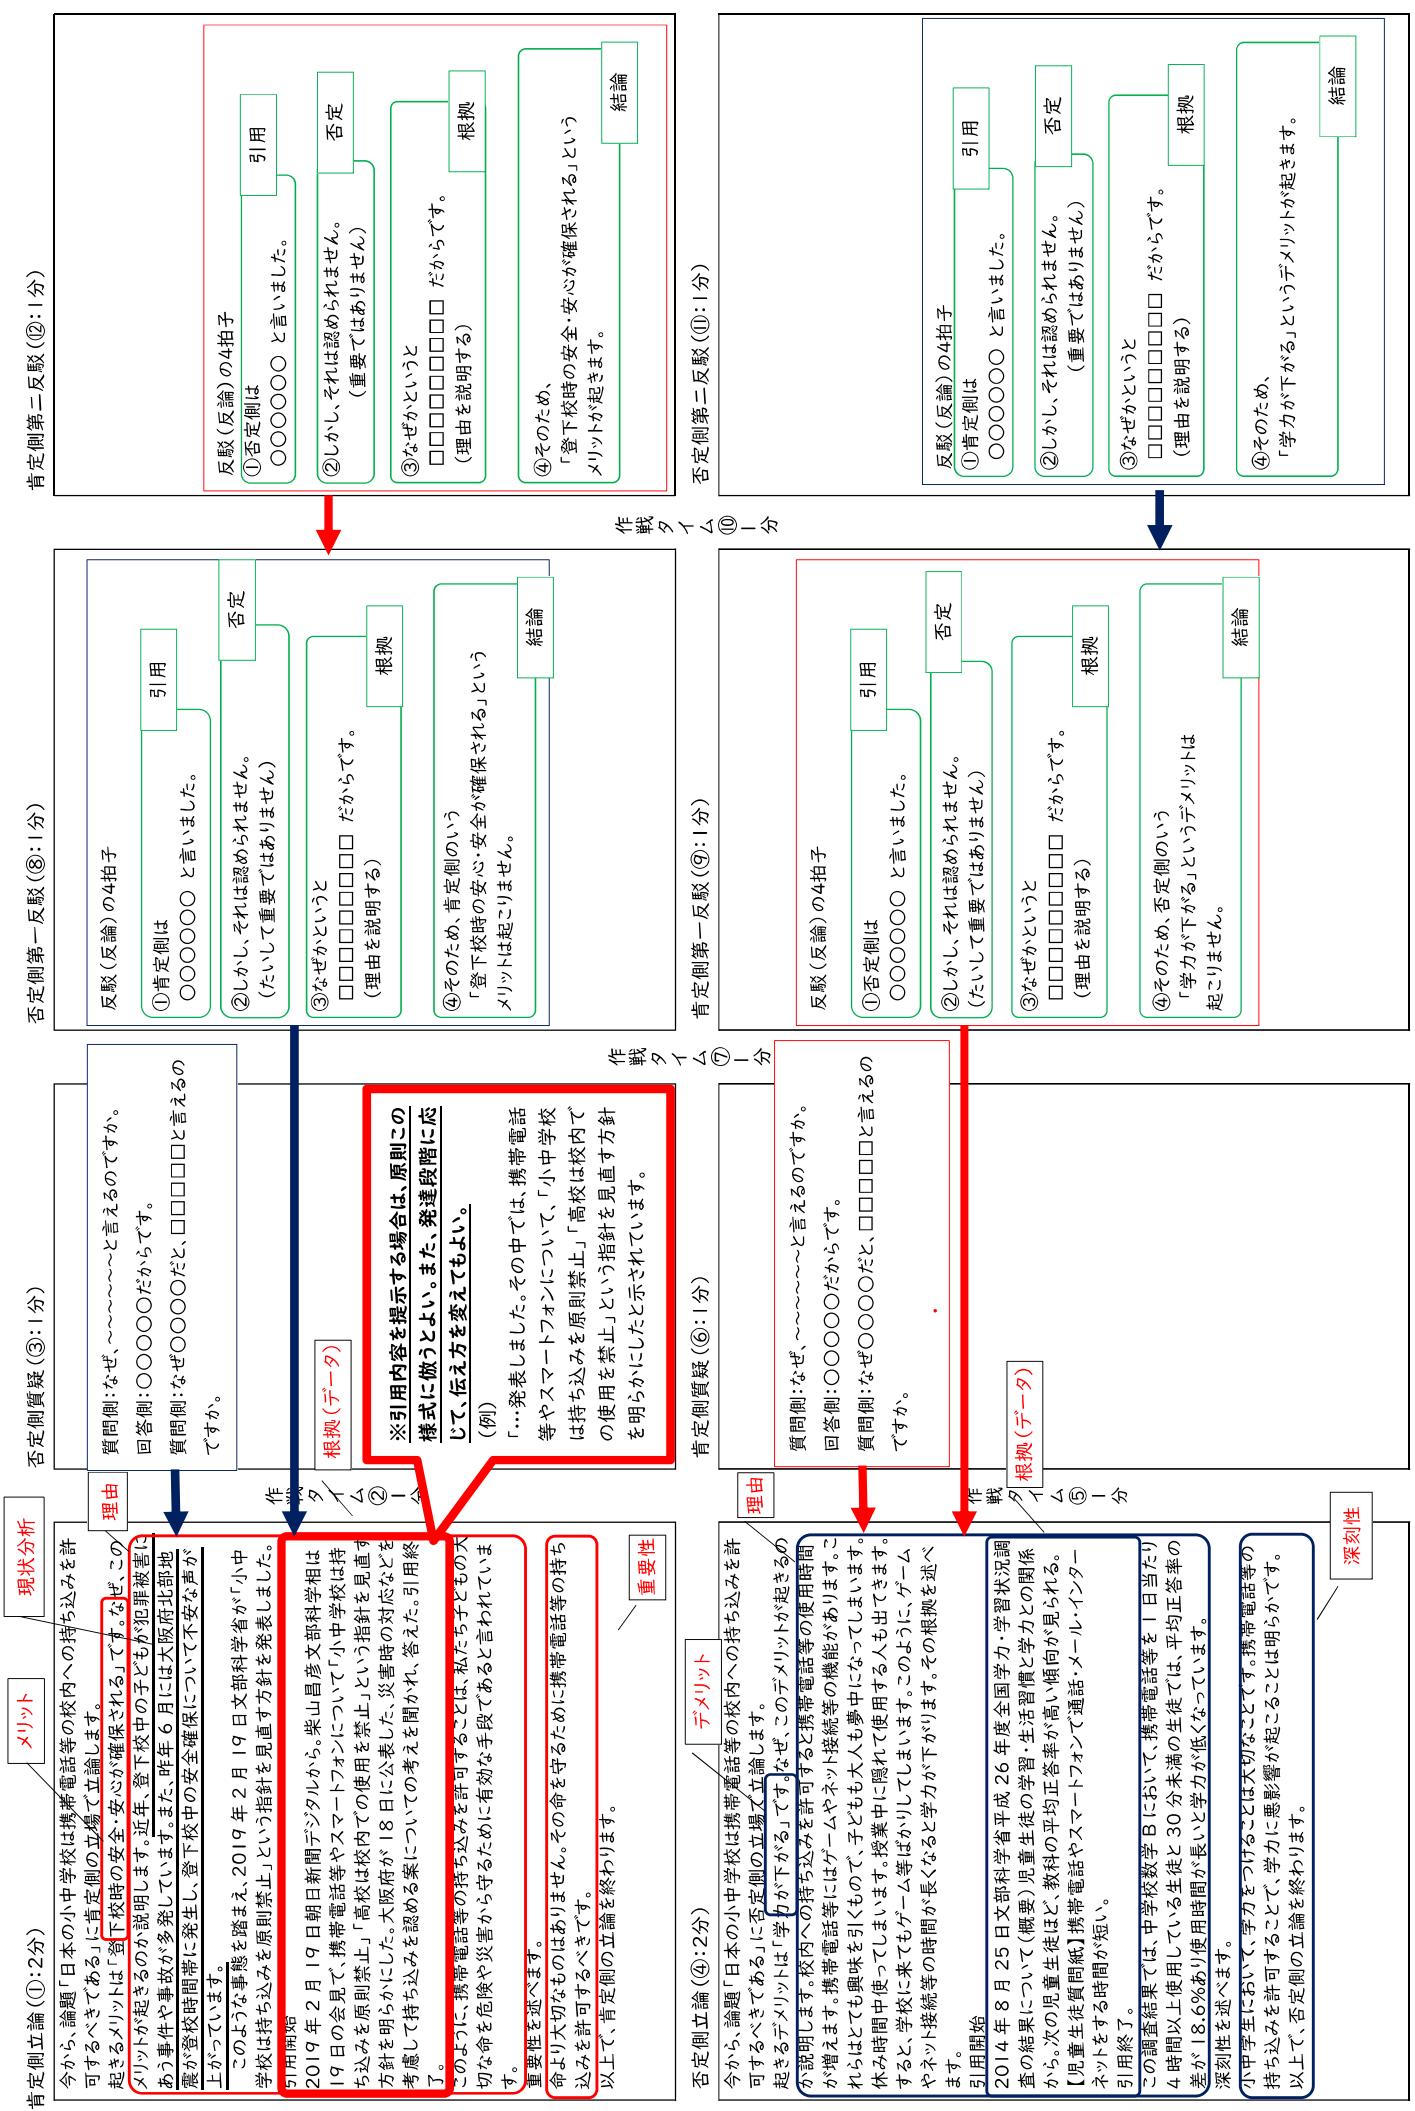 肯定側立論(①:2分)
今から、論題「日本の小中学校は携帯電話等の校内への持ち込みを許
可するべきである」に肯定側の立場で立論します。
起きるメリットは「登下校時の安全・安心が確保される」です。なぜ、この
メリットが起きるのか説明します。近年、登下校中の子どもが犯罪被害に
あう事件や事故が多発しています。また、昨年6月には大阪府北部地
震が登校時間帯に発生し、登下校中の安全確保について不安な声が
上がっています。
このような事態を踏まえ、2019年2月19日文部科学省が「小中
学校は持ち込みを原則禁止」という指針を見直す方針を発表しました。
引用開始
2019年2月19日朝日新聞デジタルから。柴山昌彦文部科学相は
19日の会見で、携帯電話等やスマートフォンについて「小中学校は持
ち込みを原則禁止」「高校は校内での使用を禁止」という指針を見直す
方針を明らかにした。大阪府が18日に公表した、災害時の対応などを
考慮して持ち込みを認める案についての考えを聞かれ、答えた。引用終
了。
このように、携帯電話等の持ち込みを許可することは、私たち子どもの大
切な命を危険や災害から守るために有効な手段であると言われていま
す。
重要性を述べます。
命より大切なものはありません。その命を守るために携帯電話等の持ち
込みを許可するべきです。
以上で、肯定側の立論を終わります。
メリット
現状分析
理由
根拠(データ)
重要性
作戦タイム②1分
否定側質疑(③:1分)
質問側:なぜ、~~~~~~と言えるのですか。
回答側:○○○○○だからです。
質問側:なぜ○○○○だと、□□□□□と言えるの
ですか。
※引用内容を提示する場合は、原則この
様式に倣うとよい。また、発達段階に応
じて、伝え方を変えてもよい。
(例)
「…発表しました。その中では、携帯電話
等やスマートフォンについて、「小中学校
は持ち込みを原則禁止」「高校は校内で
の使用を禁止」という指針を見直す方針
を明らかにしたと示されています。
作戦タイム⑦1分
否定側第一反駁(⑧:1分)
反駁(反論)の4拍子
①肯定側は
○○○○○○ と言いました。
引用
②しかし、それは認められません。
(たいして重要ではありません)
否定
③なぜかというと
□□□□□□□□ だからです。
(理由を説明する)
根拠
④そのため、肯定側のいう
「登下校時の安心・安全が確保される」という
メリットは起こりません。
結論
作戦タイム⑩1分
肯定側第二反駁(⑫:1分)
反駁(反論)の4拍子
①否定側は
○○○○○○ と言いました。
引用
②しかし、それは認められません。
(重要ではありません)
否定
③なぜかというと
□□□□□□□□ だからです。
(理由を説明する)
根拠
④そのため、
「登下校時の安全・安心が確保される」という
メリットが起きます。
結論
否定側立論(④:2分)
今から、論題「日本の小中学校は携帯電話等の校内への持ち込みを許
可するべきである」に否定側の立場で立論します。
起きるデメリットは「学力が下がる」です。なぜ、このデメリットが起きるの
か説明します。校内への持ち込みを許可すると携帯電話等の使用時間
が増えます。携帯電話等にはゲームやネット接続等の機能があります。こ
れらはとても興味を引くもので、子どもも大人も夢中になってしまいます。
休み時間中使ってしまいます。授業中に隠れて使用する人も出てきます。
すると、学校に来てもゲーム等ばかりしてしまいます。このように、ゲーム
やネット接続等の時間が長くなると学力が下がります。その根拠を述べ
ます。
引用開始
2014年8月25日文部科学省平成26年度全国学力・学習状況調
査の結果について(概要)児童生徒の学習・生活習慣と学力との関係
から。次の児童生徒ほど、教科の平均正答率が高い傾向が見られる。
【児童生徒質問紙】携帯電話やスマートフォンで通話・メール・インター
ネットをする時間が短い。
引用終了。
この調査結果では、中学校数学Bにおいて、携帯電話等を1日当たり
4時間以上使用している生徒と30分未満の生徒では、平均正答率の
差が18.6%あり使用時間が長いと学力が低くなっています。
深刻性を述べます。
小中学生において、学力をつけることは大切なことです。携帯電話等の
持ち込みを許可することで、学力に悪影響が起こることは明らかです。
以上で、否定側の立論を終わります。
デメリット
理由
根拠(データ)
深刻性
作戦タイム⑤1分
肯定側質疑(⑥:1分)
質問側:なぜ、~~~~~~と言えるのですか。
回答側:○○○○○だからです。
質問側:なぜ○○○○だと、□□□□□と言えるの
ですか。
肯定側第一反駁(⑨:1分)
反駁(反論)の4拍子
①否定側は
○○○○○○ と言いました。
引用
②しかし、それは認められません。
(たいして重要ではありません)
否定
③なぜかというと
□□□□□□□□ だからです。
(理由を説明する)
根拠
④そのため、否定側のいう
「学力が下がる」というデメリットは
起こりません。
結論
否定側第二反駁(⑪:1分)
反駁(反論)の4拍子
①肯定側は
○○○○○○ と言いました。
引用
②しかし、それは認められません。
(重要ではありません)
否定
③なぜかというと
□□□□□□□□ だからです。
(理由を説明する)
根拠
④そのため、
「学力が下がる」というデメリットが起きます。
結論